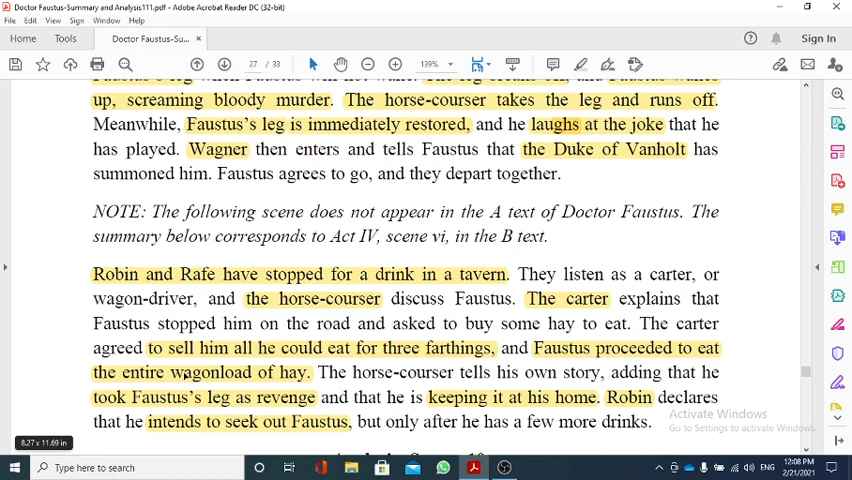 Doctor Faustus-Summary and Analysis111.pdf - Adobe Acrobat Reader DC (32-bit)
File Edit View Sign Window Help
Home Tools Doctor Faustus-Su... × Sign In
27 / 33 139%
up, screaming bloody murder. The horse-courser takes the leg and runs off.
Meanwhile, Faustus's leg is immediately restored, and he laughs at the joke that he
has played. Wagner then enters and tells Faustus that the Duke of Vanholt has
summoned him. Faustus agrees to go, and they depart together.
NOTE: The following scene does not appear in the A text of Doctor Faustus. The
summary below corresponds to Act IV, scene vi, in the B text.
Robin and Rafe have stopped for a drink in a tavern. They listen as a carter, or
wagon-driver, and the horse-courser discuss Faustus. The carter explains that
Faustus stopped him on the road and asked to buy some hay to eat. The carter
agreed to sell him all he could eat for three farthings, and Faustus proceeded to eat
the entire wagonload of hay. The horse-courser tells his own story, adding that he
took Faustus's leg as revenge and that he is keeping it at his home. Robin declares
that he intends to seek out Faustus, but only after he has a few more drinks.
Activate Windows
Go to Settings to activate Windows.
8.27 x 11.69 in
Type here to search
ENG
12:08 PM
2/21/2021